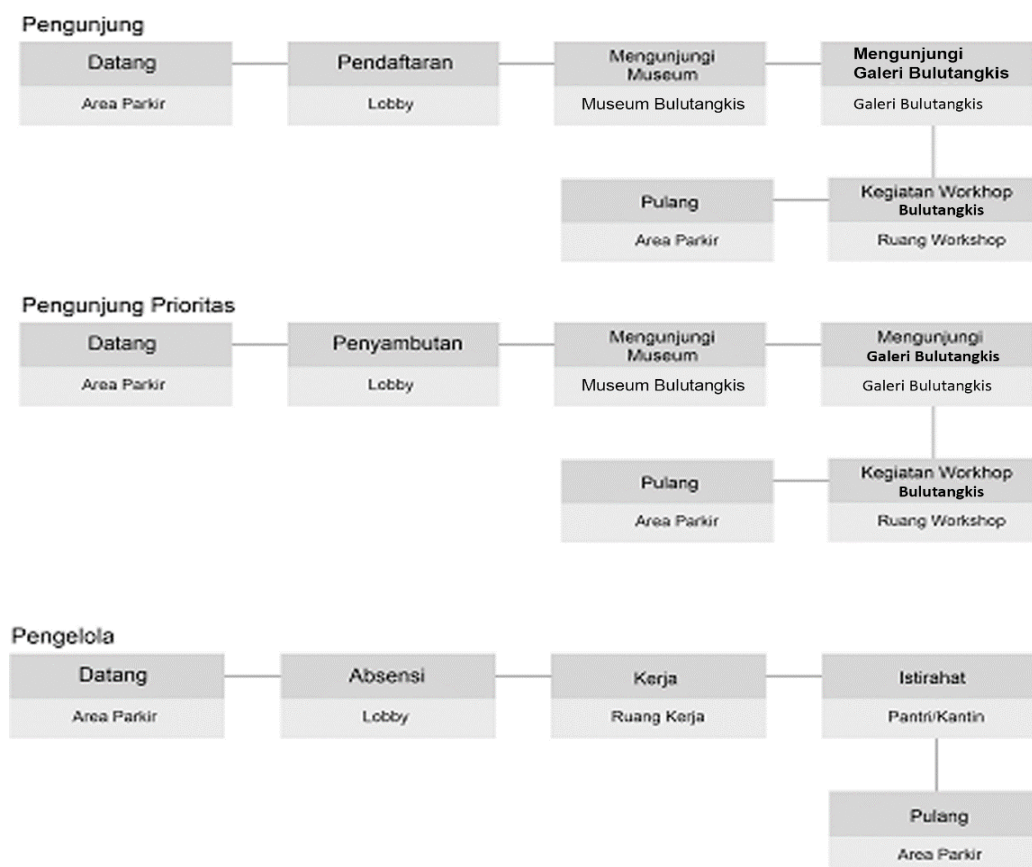 Pengunjung
Datang
Area Parkir
Pendaftaran
Lobby
Mengunjungi
Museum
Museum Bulutangkis
Mengunjungi
Galeri Bulutangkis
Galeri Bulutangkis
Kegiatan Workhop
Bulutangkis
Ruang Workshop
Pulang
Area Parkir
Pengunjung Prioritas
Datang
Area Parkir
Penyambutan
Lobby
Mengunjungi
Museum
Museum Bulutangkis
Mengunjungi
Galeri Bulutangkis
Galeri Bulutangkis
Kegiatan Workhop
Bulutangkis
Ruang Workshop
Pulang
Area Parkir
Pengelola
Datang
Area Parkir
Absensi
Lobby
Kerja
Ruang Kerja
Istirahat
Pantri/Kantin
Pulang
Area Parkir